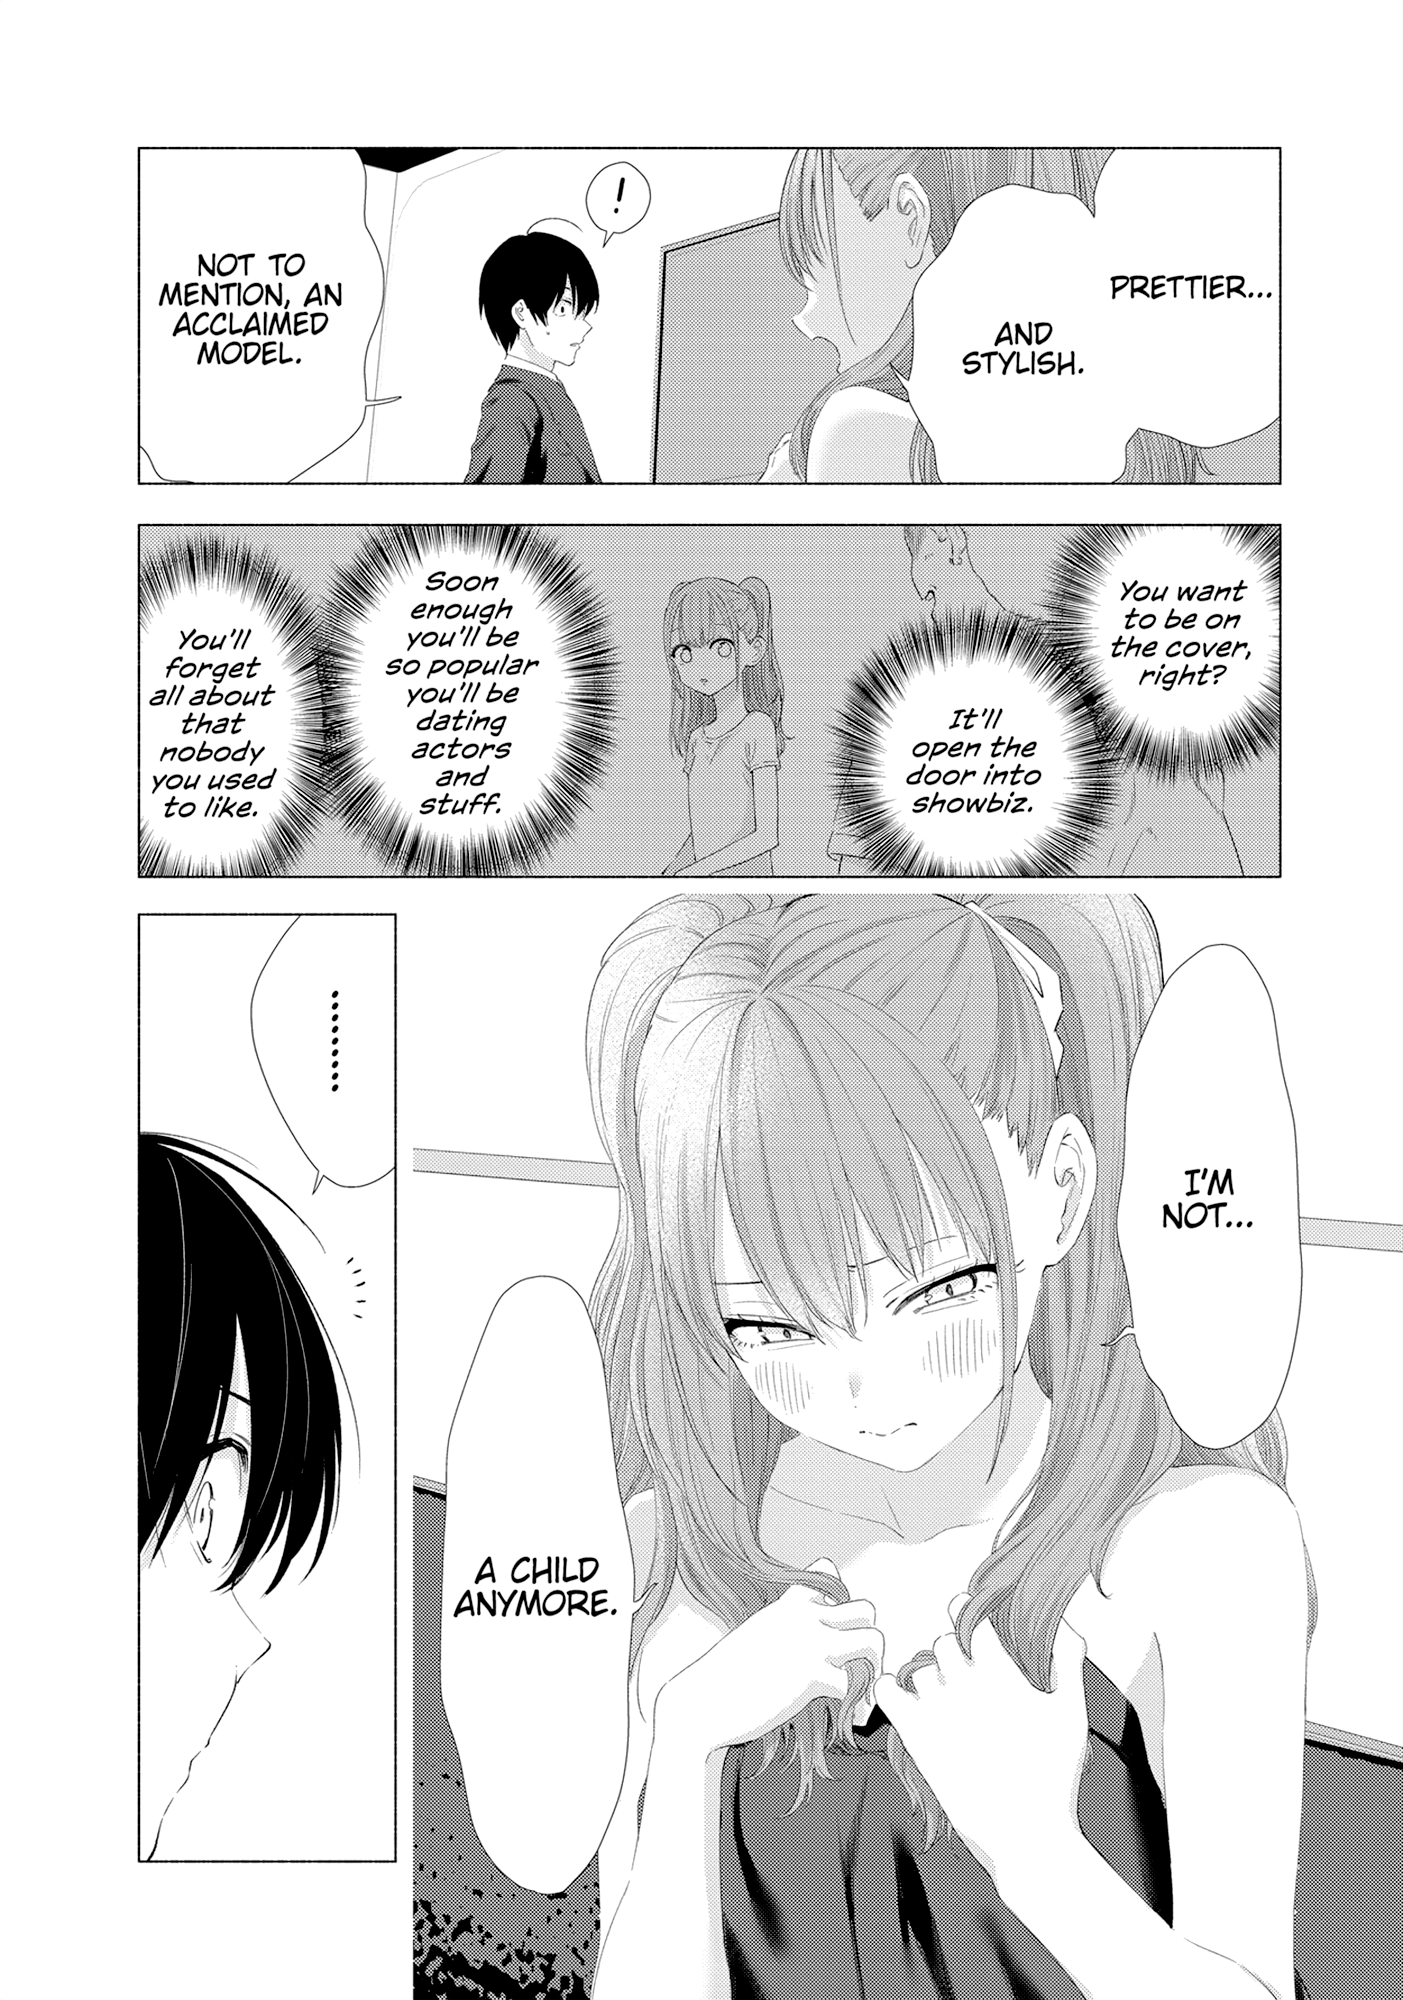 PRETTIER...
AND
STYLISH.
!
NOT TO
MENTION, AN
ACCLAIMED
MODEL.
You want
to be on
the cover,
right?
It'll
open the
door into
showbiz.
Soon
enough
you'll be
so popular
you'll be
dating
actors
and
stuff.
You'll
forget
all about
that
nobody
you used
to like.
I'M
NOT...
A CHILD
ANYMORE.
.........